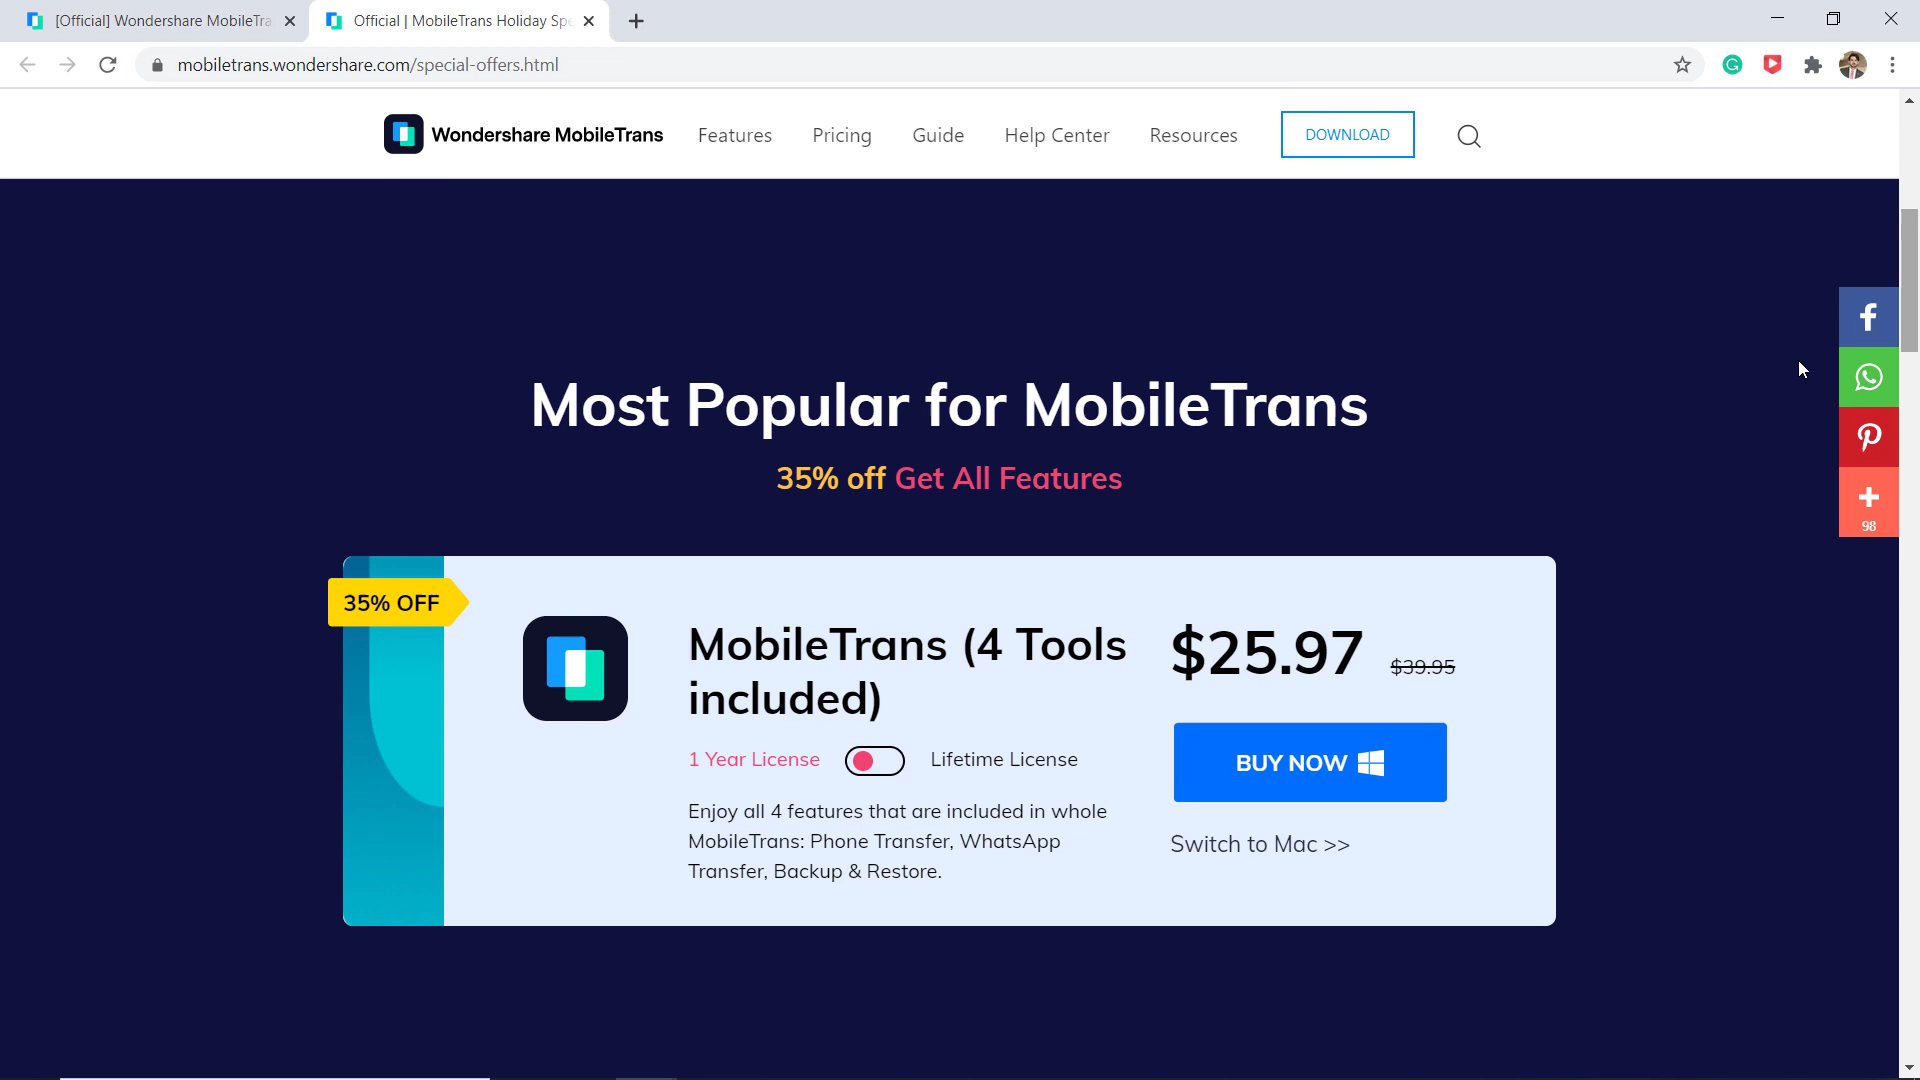 [Official] Wondershare MobileTra
Official | MobileTrans Holiday Spe
mobiletrans.wondershare.com/special-offers.html
Wondershare MobileTrans
Features
Pricing
Guide
Help Center
Resources
DOWNLOAD
Most Popular for MobileTrans
35% off Get All Features
35% OFF
MobileTrans (4 Tools
included)
$25.97 $39.95
1 Year License
Lifetime License
BUY NOW
Enjoy all 4 features that are included in whole
MobileTrans: Phone Transfer, WhatsApp
Transfer, Backup & Restore.
Switch to Mac >>
98